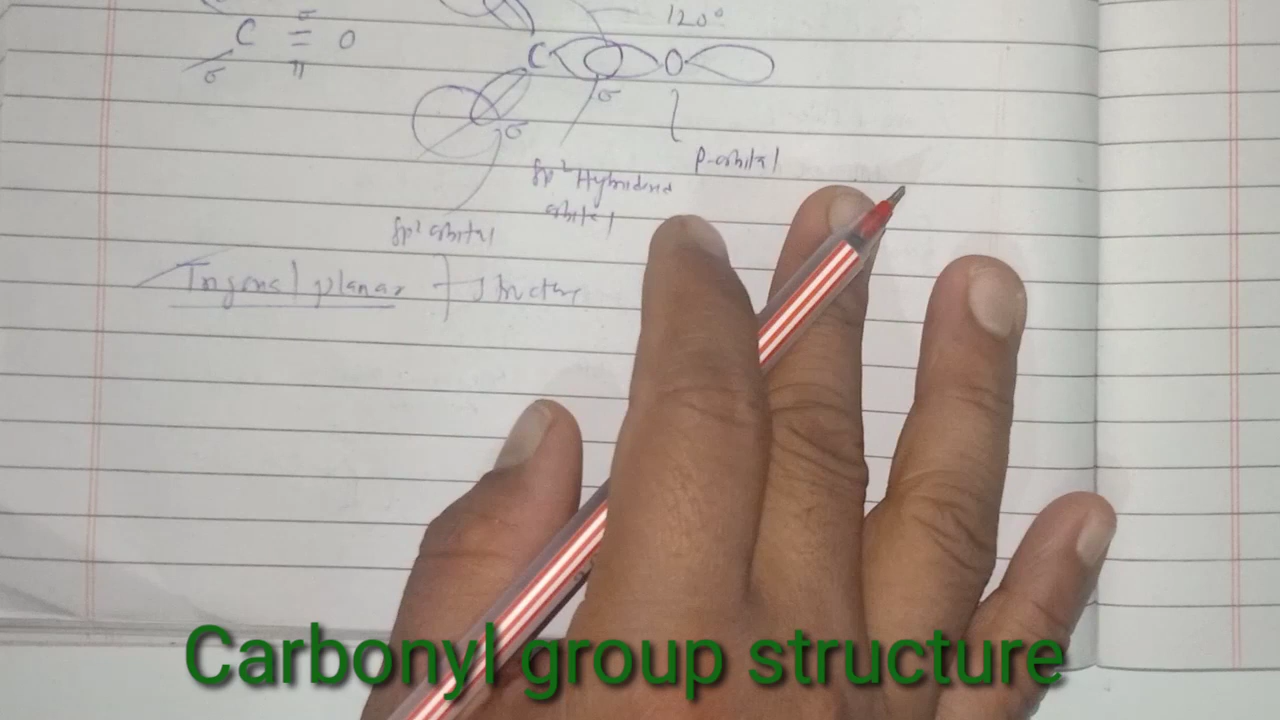 σ 120°
C = O C O
σ π σ
σ
P-orbital
sp² Hybridised
orbital
sp² orbital
Trigonal planar } structure
Carbonyl group structure